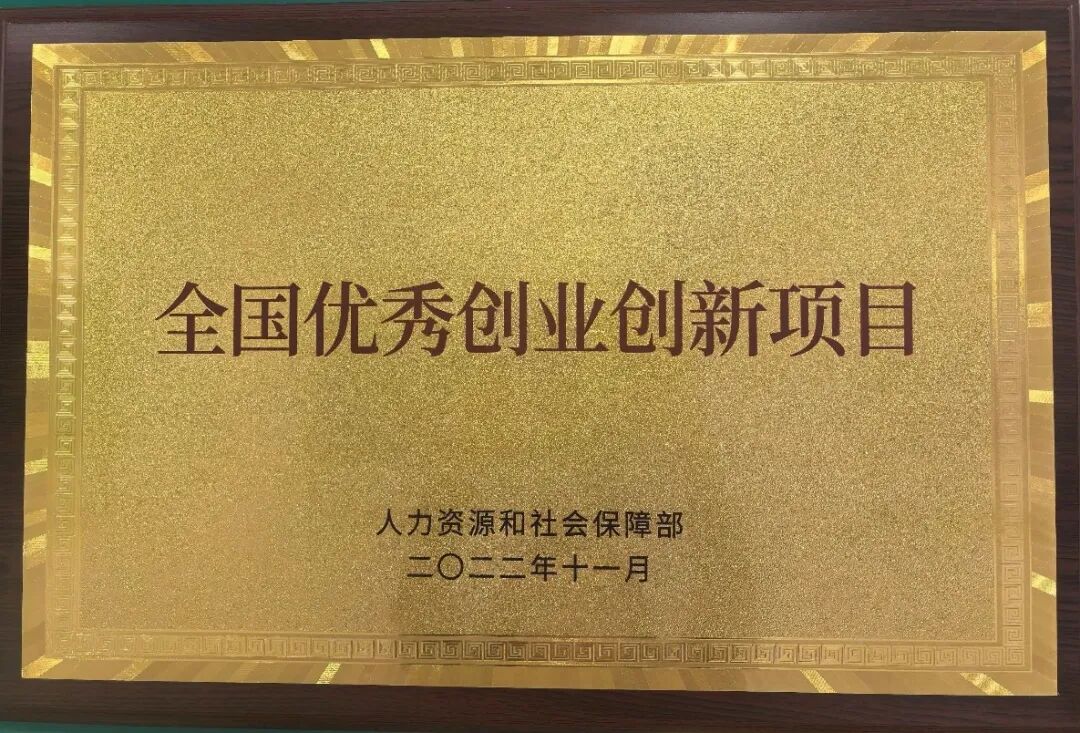 全国优秀创业创新项目
人力资源和社会保障部
二〇二二年十一月